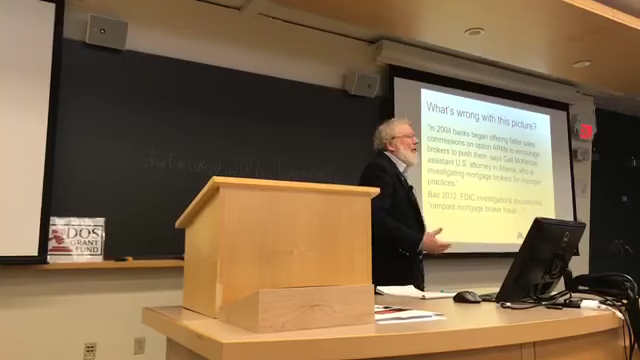 What's wrong with this picture?
"In 2004 banks began offering fatter sales
commissions on option ARMs to encourage
brokers to push them, says Gail McKenzie,
assistant U.S. attorney in Atlanta, who is
investigating mortgage brokers for improper
practices."
Bair 2012: FDIC investigations documented
"rampant mortgage broker fraud
DOS
GRANT
FUND